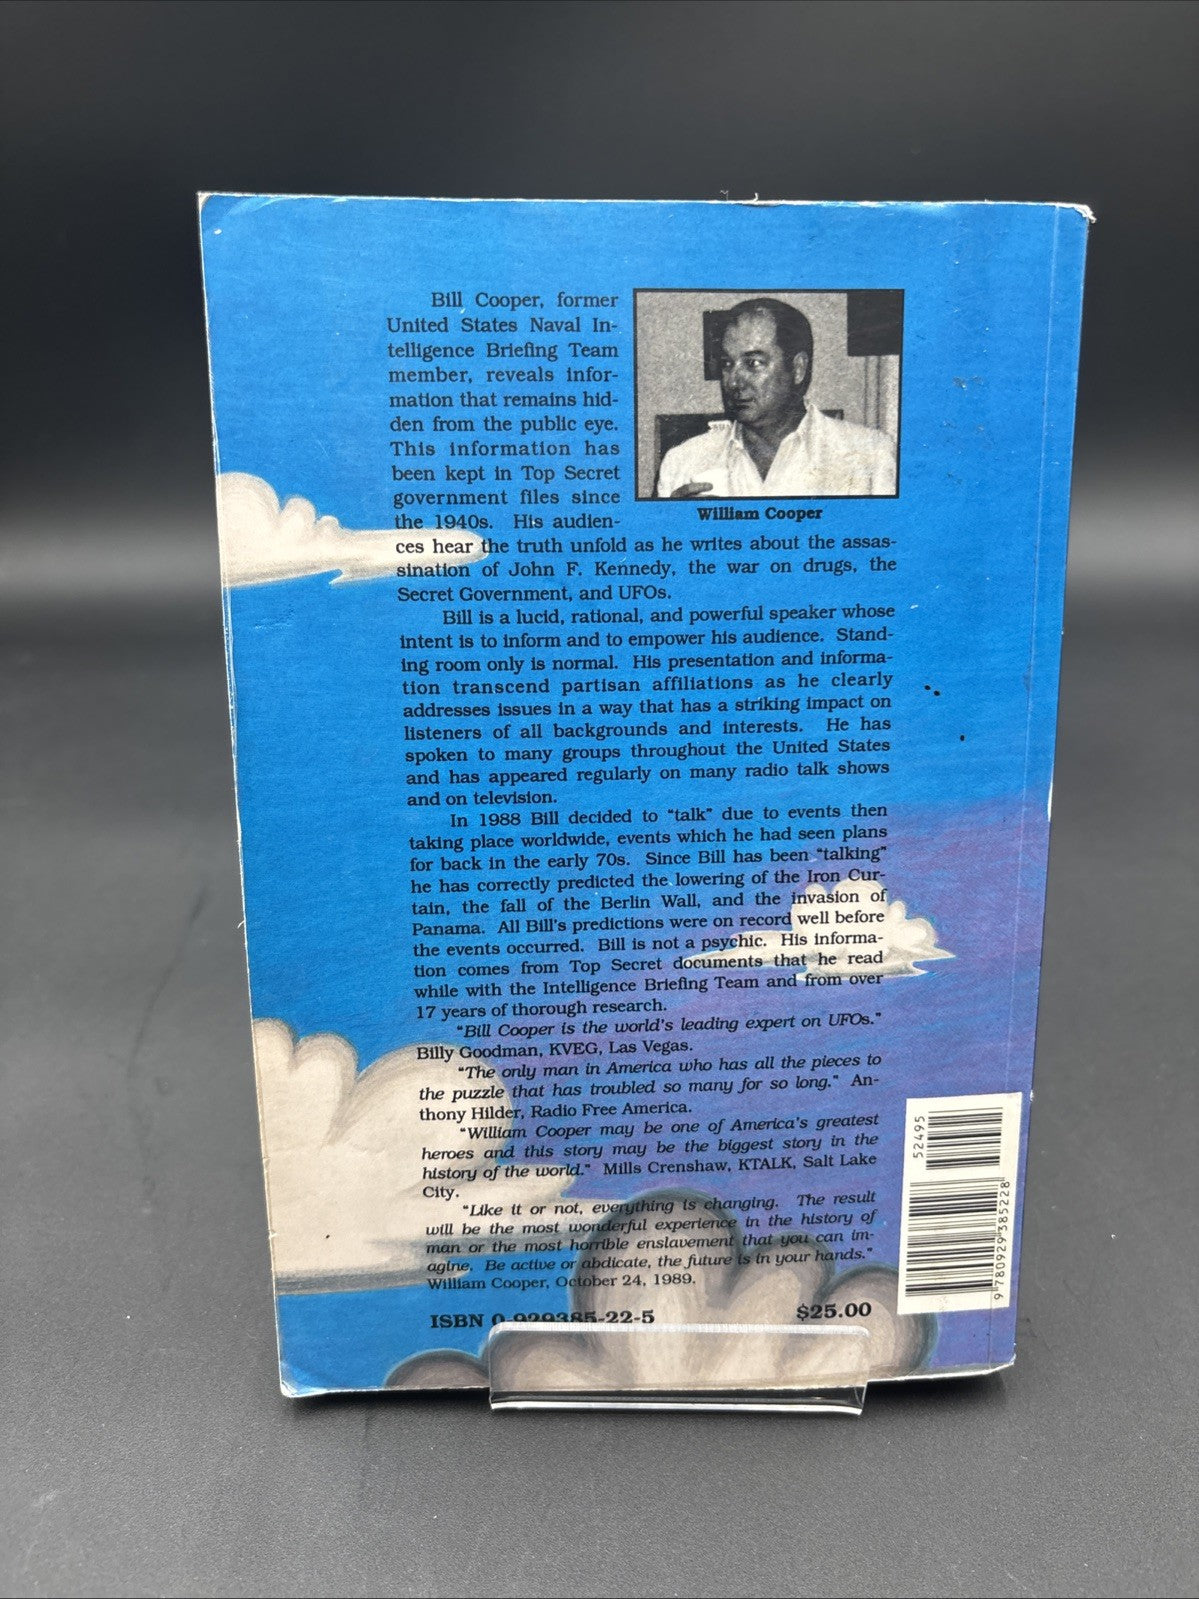 Bill Cooper, former
United States Naval In-
telligence Briefing Team
member, reveals infor-
mation that remains hid-
den from the public eye.
This information has
been kept in Top Secret
government files since
the 1940s. His audien-
ces hear the truth unfold as he writes about the assas-
sination of John F. Kennedy, the war on drugs, the
Secret Government, and UFOs.
William Cooper
Bill is a lucid, rational, and powerful speaker whose
intent is to inform and to empower his audience. Stand-
ing room only is normal. His presentation and informa-
tion transcend partisan affiliations as he clearly
addresses issues in a way that has a striking impact on
listeners of all backgrounds and interests. He has
spoken to many groups throughout the United States
and has appeared regularly on many radio talk shows
and on television.
In 1988 Bill decided to "talk" due to events then
taking place worldwide, events which he had seen plans
for back in the early 70s. Since Bill has been "talking"
he has correctly predicted the lowering of the Iron Cur-
tain, the fall of the Berlin Wall, and the invasion of
Panama. All Bill's predictions were on record well before
the events occurred. Bill is not a psychic. His informa-
tion comes from Top Secret documents that he read
while with the Intelligence Briefing Team and from over
17 years of thorough research.
"Bill Cooper is the world's leading expert on UFOs."
Billy Goodman, KVEG, Las Vegas.
"The only man in America who has all the pieces to
the puzzle that has troubled so many for so long." An-
thony Hilder, Radio Free America.
"William Cooper may be one of America's greatest
heroes and this story may be the biggest story in the
history of the world." Mills Crenshaw, KTALK, Salt Lake
City.
"Like it or not, everything is changing. The result
will be the most wonderful experience in the history of
man or the most horrible enslavement that you can im-
agine. Be active or abdicate, the future is in your hands."
William Cooper, October 24, 1989.
ISBN 0-929385-22-5
$25.00
52495
9 780929 385228